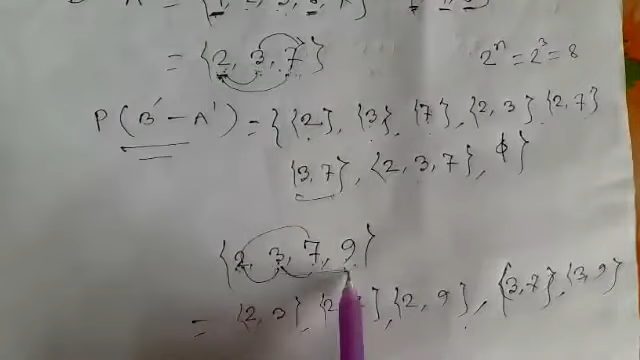 = {2, 3, 7} 2ⁿ = 2³ = 8
P(B′ − A′) = { {2}, {3}, {7}, {2, 3} {2, 7}
{3, 7}, {2, 3, 7}, ϕ}
{2, 3, 7, 9}
= {2, 3}, {2, }, {2, 9}, {3, 7}, {3, 9}